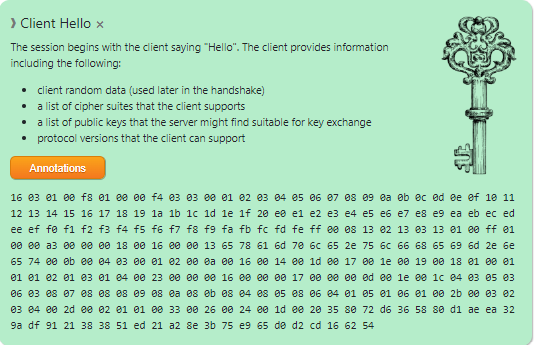 Client Hello ×
The session begins with the client saying "Hello". The client provides information
including the following:
• client random data (used later in the handshake)
• a list of cipher suites that the client supports
• a list of public keys that the server might find suitable for key exchange
• protocol versions that the client can support
Annotations
16 03 01 00 f8 01 00 00 f4 03 03 00 01 02 03 04 05 06 07 08 09 0a 0b 0c 0d 0e 0f 10 11
12 13 14 15 16 17 18 19 1a 1b 1c 1d 1e 1f 20 e0 e1 e2 e3 e4 e5 e6 e7 e8 e9 ea eb ec ed
ee ef f0 f1 f2 f3 f4 f5 f6 f7 f8 f9 fa fb fc fd fe ff 00 08 13 02 13 03 13 01 00 ff 01
00 00 a3 00 00 00 18 00 16 00 00 13 65 78 61 6d 70 6c 65 2e 75 6c 66 68 65 69 6d 2e 6e
65 74 00 0b 00 04 03 00 01 02 00 0a 00 16 00 14 00 1d 00 17 00 1e 00 19 00 18 01 00 01
01 01 02 01 03 01 04 00 23 00 00 00 16 00 00 00 17 00 00 00 0d 00 1e 00 1c 04 03 05 03
06 03 08 07 08 08 08 09 08 0a 08 0b 08 04 08 05 08 06 04 01 05 01 06 01 00 2b 00 03 02
03 04 00 2d 00 02 01 01 00 33 00 26 00 24 00 1d 00 20 35 80 72 d6 36 58 80 d1 ae ea 32
9a df 91 21 38 38 51 ed 21 a2 8e 3b 75 e9 65 d0 d2 cd 16 62 54